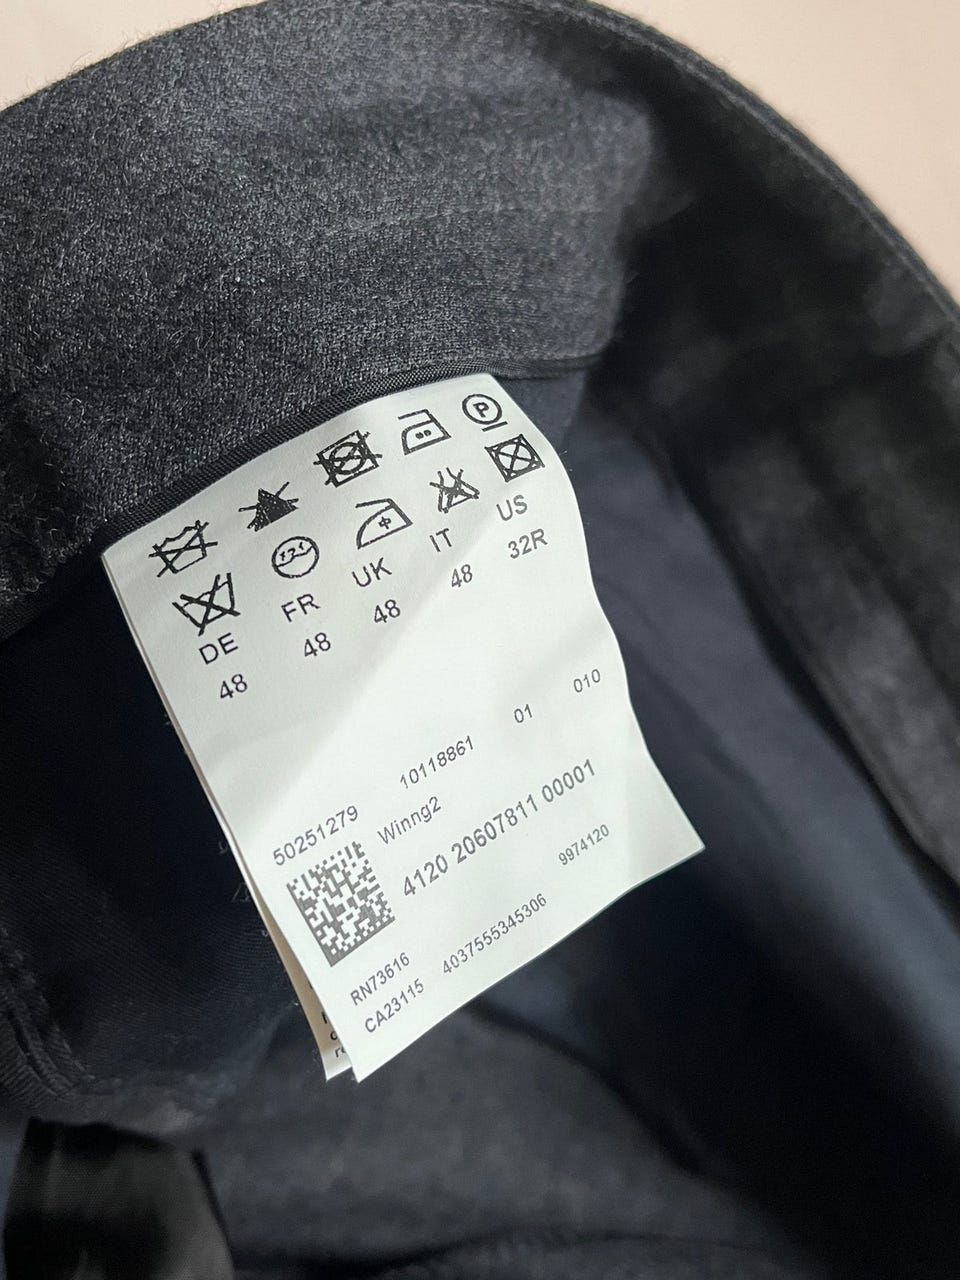 DE FR UK IT US
48 48 48 48 32R
50251279 10118861 01 010
Winng2
4120 20607811 00001
RN73616
CA23115 4037555345306 9974120